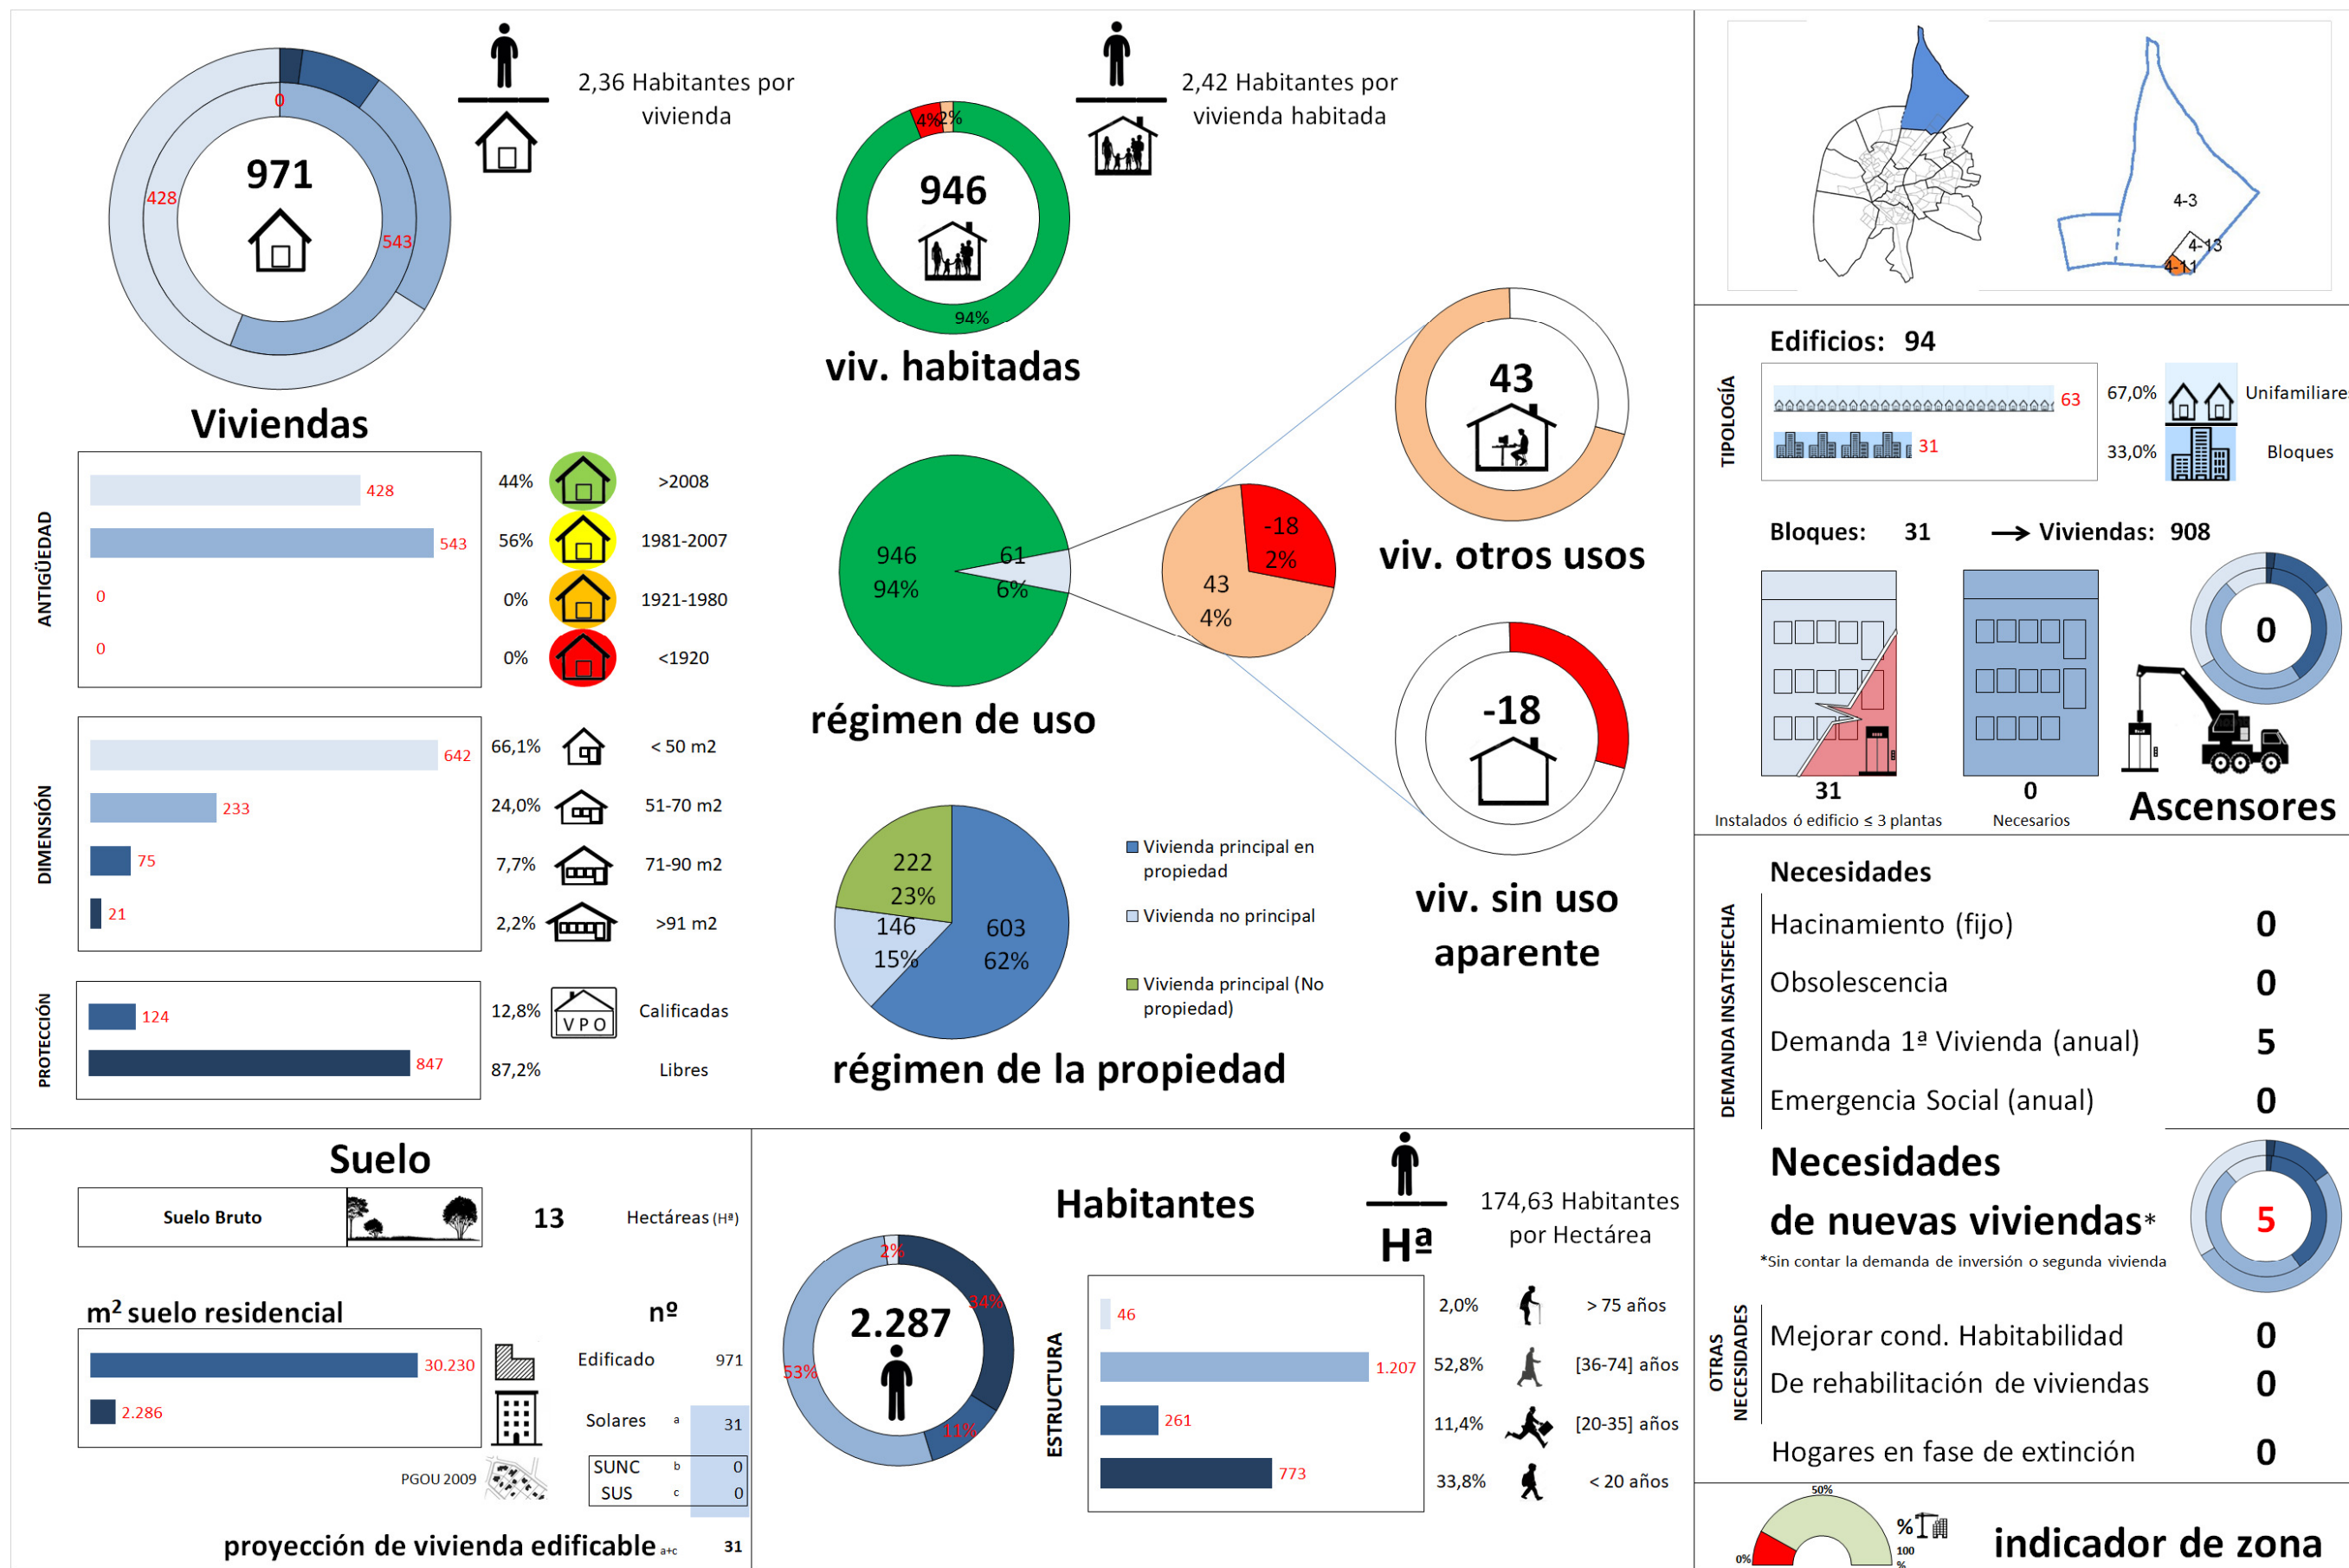 971
0
428
543
Viviendas
2,36 Habitantes por
vivienda
946
4%
2%
94%
viv. habitadas
2,42 Habitantes por
vivienda habitada
ANTIGÜEDAD
428
44%
>2008
543
56%
1981-2007
0
0%
1921-1980
0
0%
<1920
DIMENSIÓN
642
66,1%
< 50 m2
233
24,0%
51-70 m2
75
7,7%
71-90 m2
21
2,2%
>91 m2
PROTECCIÓN
124
12,8%
VPO
Calificadas
847
87,2%
Libres
946
94%
61
6%
-18
2%
43
4%
régimen de uso
43
viv. otros usos
-18
viv. sin uso
aparente
222
23%
146
15%
603
62%
Vivienda principal en
propiedad
Vivienda no principal
Vivienda principal (No
propiedad)
régimen de la propiedad
4-3
4-13
4-11
TIPOLOGÍA
Edificios: 94
63
67,0%
Unifamiliares
31
33,0%
Bloques
Bloques: 31
Viviendas: 908
0
31
Instalados ó edificio ≤ 3 plantas
0
Necesarios
Ascensores
DEMANDA INSATISFECHA
Necesidades
Hacinamiento (fijo) 0
Obsolescencia 0
Demanda 1ª Vivienda (anual) 5
Emergencia Social (anual) 0
Necesidades
de nuevas viviendas*
5
*Sin contar la demanda de inversión o segunda vivienda
OTRAS
NECESIDADES
Mejorar cond. Habitabilidad 0
De rehabilitación de viviendas 0
Hogares en fase de extinción 0
50%
0%
%
100
%
indicador de zona
Suelo
Suelo Bruto
13
Hectáreas (Hª)
m² suelo residencial
nº
30.230
Edificado
971
2.286
Solares a
31
PGOU 2009
SUNC b 0
SUS c 0
proyección de vivienda edificable a+c 31
Habitantes
Hª
174,63 Habitantes
por Hectárea
2.287
2%
34%
53%
11%
ESTRUCTURA
46
2,0%
> 75 años
1.207
52,8%
[36-74] años
261
11,4%
[20-35] años
773
33,8%
< 20 años